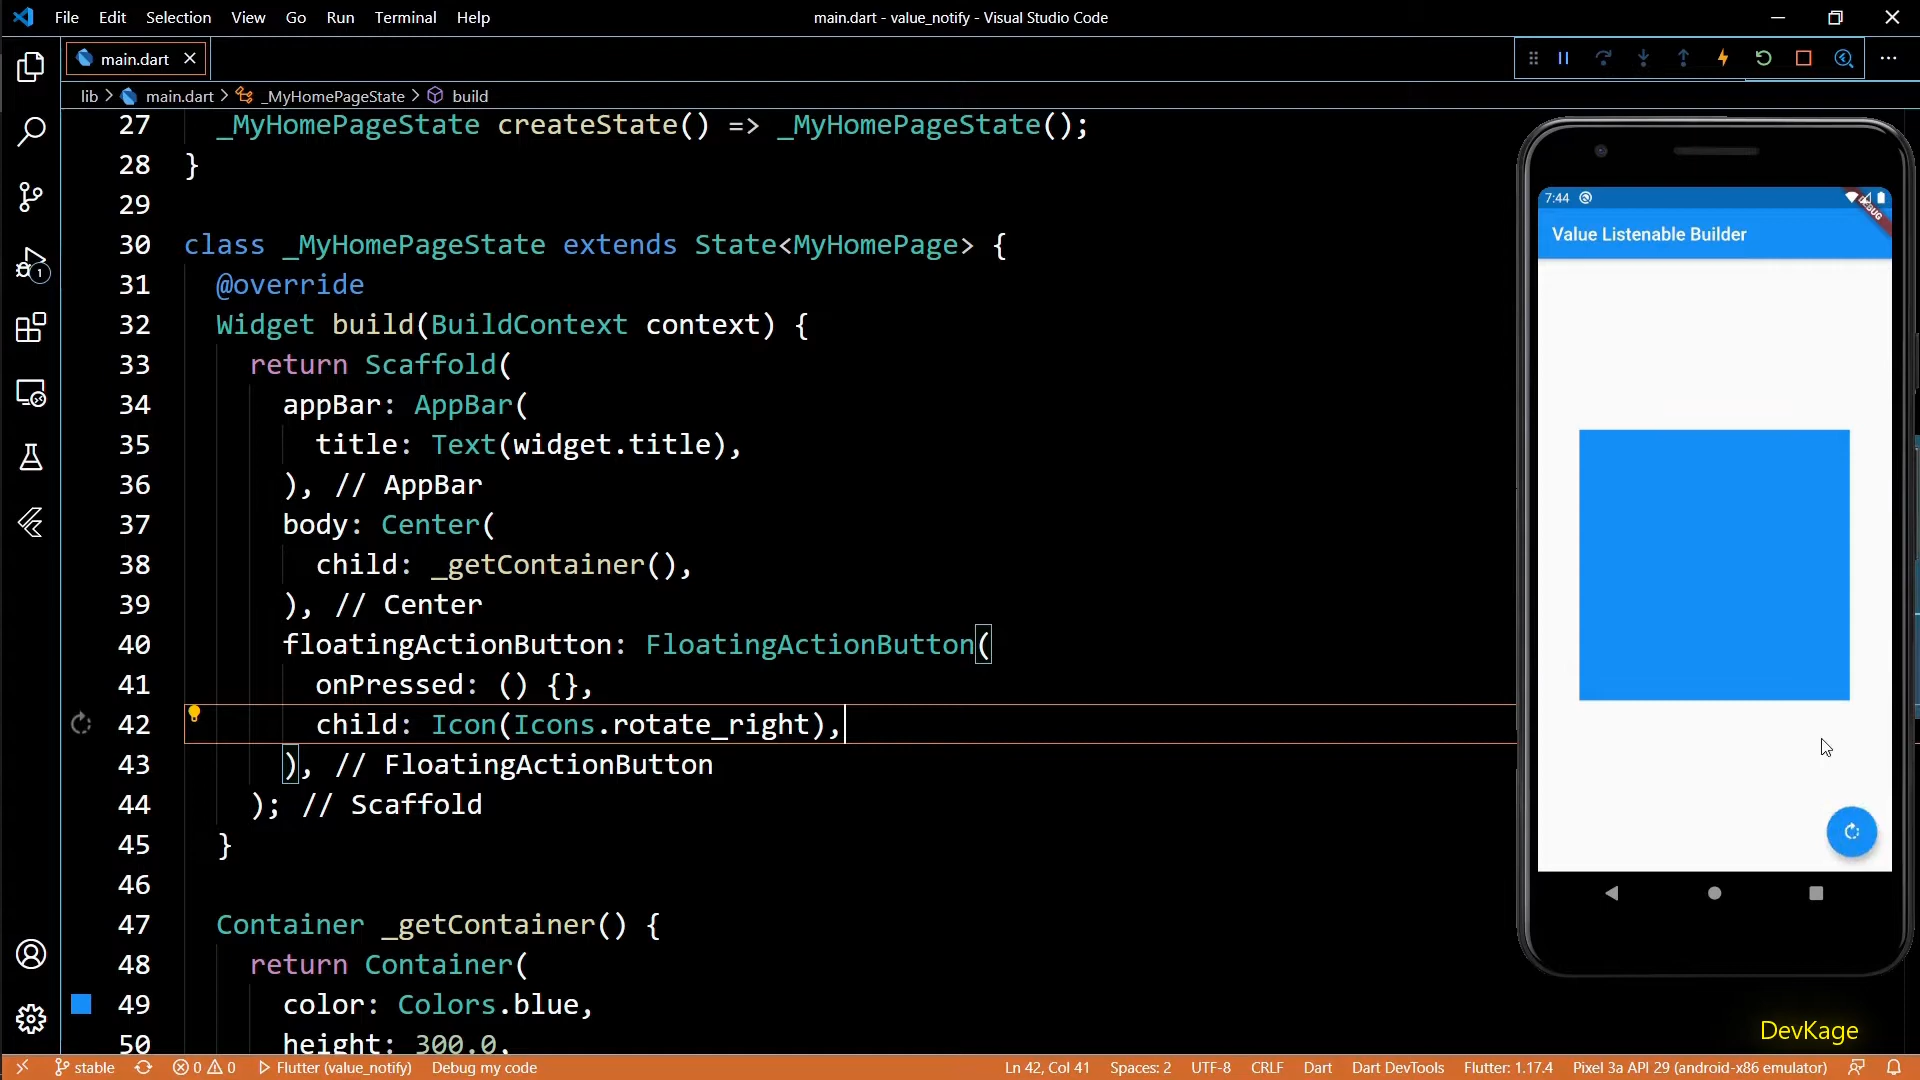 File Edit Selection View Go Run Terminal Help
main.dart - value_notify - Visual Studio Code
main.dart
lib > main.dart > _MyHomePageState > build
27 _MyHomePageState createState() => _MyHomePageState();
28 }
29
30 class _MyHomePageState extends State<MyHomePage> {
31 @override
32 Widget build(BuildContext context) {
33 return Scaffold(
34 appBar: AppBar(
35 title: Text(widget.title),
36 ), // AppBar
37 body: Center(
38 child: _getContainer(),
39 ), // Center
40 floatingActionButton: FloatingActionButton(
41 onPressed: () {},
42 child: Icon(Icons.rotate_right),
43 ), // FloatingActionButton
44 ); // Scaffold
45 }
46
47 Container _getContainer() {
48 return Container(
49 color: Colors.blue,
50 height: 300.0,
1
7:44
DEBUG
Value Listenable Builder
DevKage
stable 0 0 Flutter (value_notify) Debug my code Ln 42, Col 41 Spaces: 2 UTF-8 CRLF Dart Dart DevTools Flutter: 1.17.4 Pixel 3a API 29 (android-x86 emulator)